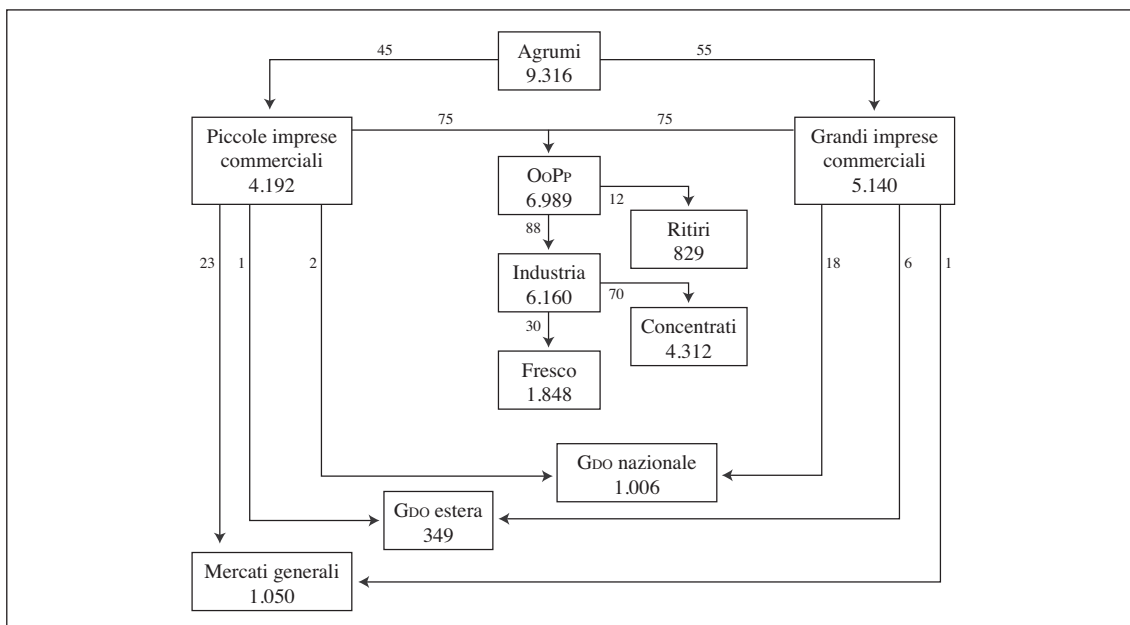 45
Agrumi
9.316
55
Piccole imprese
commerciali
4.192
75
75
Grandi imprese
commerciali
5.140
OoPp
6.989
12
Ritiri
829
88
23
1
2
18
6
1
Industria
6.160
70
Concentrati
4.312
30
Fresco
1.848
Gdo nazionale
1.006
Gdo estera
349
Mercati generali
1.050